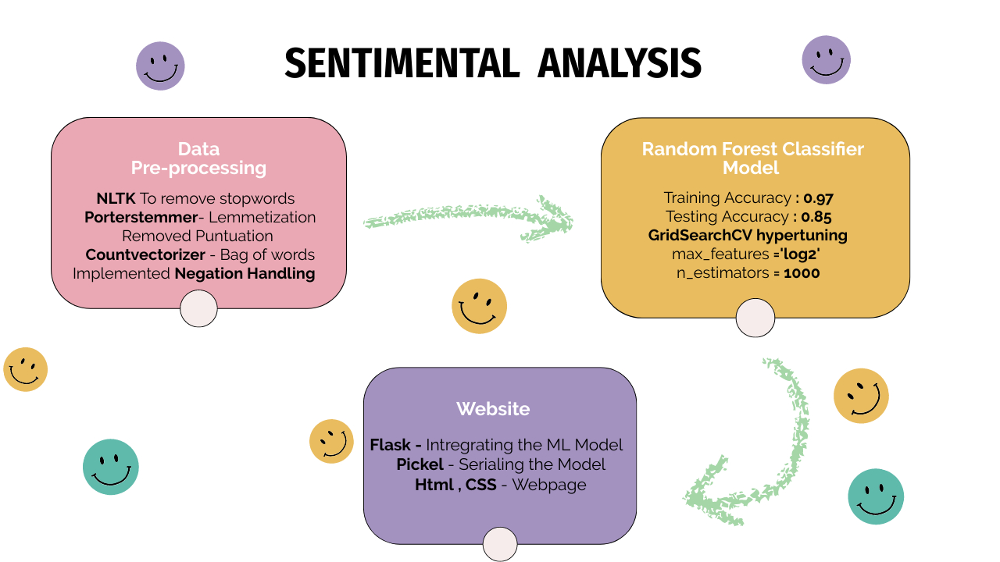 SENTIMENTAL ANALYSIS
Data
Pre-processing
NLTK To remove stopwords
Porterstemmer- Lemmetization
Removed Puntuation
Countvectorizer - Bag of words
Implemented Negation Handling
Random Forest Classifier
Model
Training Accuracy : 0.97
Testing Accuracy : 0.85
GridSearchCV hypertuning
max_features ='log2'
n_estimators = 1000
Website
Flask - Intregrating the ML Model
Pickel - Serialing the Model
Html , CSS - Webpage